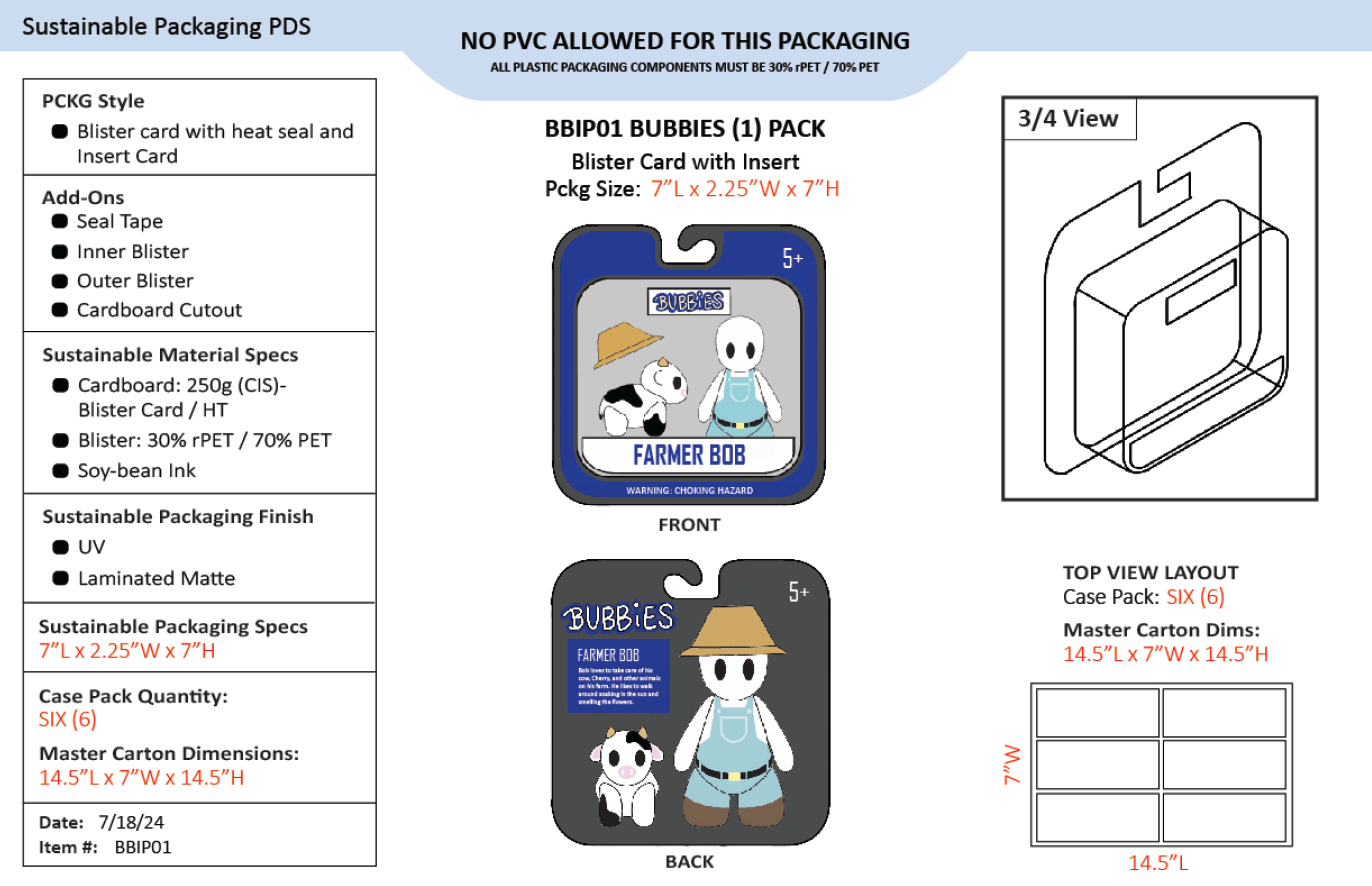 Sustainable Packaging PDS
NO PVC ALLOWED FOR THIS PACKAGING
ALL PLASTIC PACKAGING COMPONENTS MUST BE 30% rPET / 70% PET
PCKG Style
Blister card with heat seal and
Insert Card
Add-Ons
Seal Tape
Inner Blister
Outer Blister
Cardboard Cutout
Sustainable Material Specs
Cardboard: 250g (CIS)-
Blister Card / HT
Blister: 30% rPET / 70% PET
Soy-bean Ink
Sustainable Packaging Finish
UV
Laminated Matte
Sustainable Packaging Specs
7”L x 2.25”W x 7”H
Case Pack Quantity:
SIX (6)
Master Carton Dimensions:
14.5”L x 7”W x 14.5”H
Date: 7/18/24
Item #: BBIP01
BBIP01 BUBBIES (1) PACK
Blister Card with Insert
Pckg Size: 7”L x 2.25”W x 7”H
5+
BUBBiES
FARMER BOB
WARNING: CHOKING HAZARD
FRONT
5+
BUBBiES
FARMER BOB
Bob loves to take care of his
cow, Cherry, and other animals
on his farm. He likes to walk
around soaking in the sun and
smelling the flowers.
BACK
3/4 View
TOP VIEW LAYOUT
Case Pack: SIX (6)
Master Carton Dims:
14.5”L x 7”W x 14.5”H
7”W
14.5”L